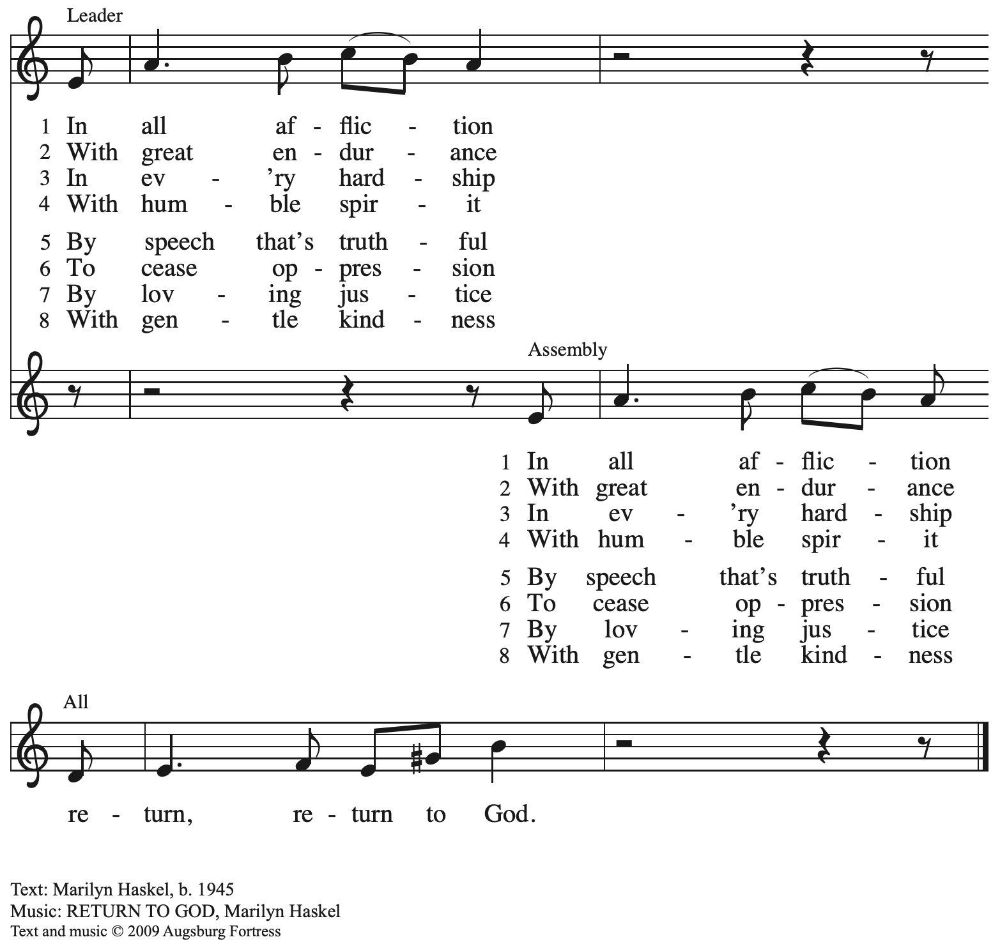 Leader
1 In all af - flic - tion
2 With great en - dur - ance
3 In ev - ’ry hard - ship
4 With hum - ble spir - it
5 By speech that’s truth - ful
6 To cease op - pres - sion
7 By lov - ing jus - tice
8 With gen - tle kind - ness
Assembly
1 In all af - flic - tion
2 With great en - dur - ance
3 In ev - ’ry hard - ship
4 With hum - ble spir - it
5 By speech that’s truth - ful
6 To cease op - pres - sion
7 By lov - ing jus - tice
8 With gen - tle kind - ness
All
re - turn, re - turn to God.
Text: Marilyn Haskel, b. 1945
Music: RETURN TO GOD, Marilyn Haskel
Text and music © 2009 Augsburg Fortress